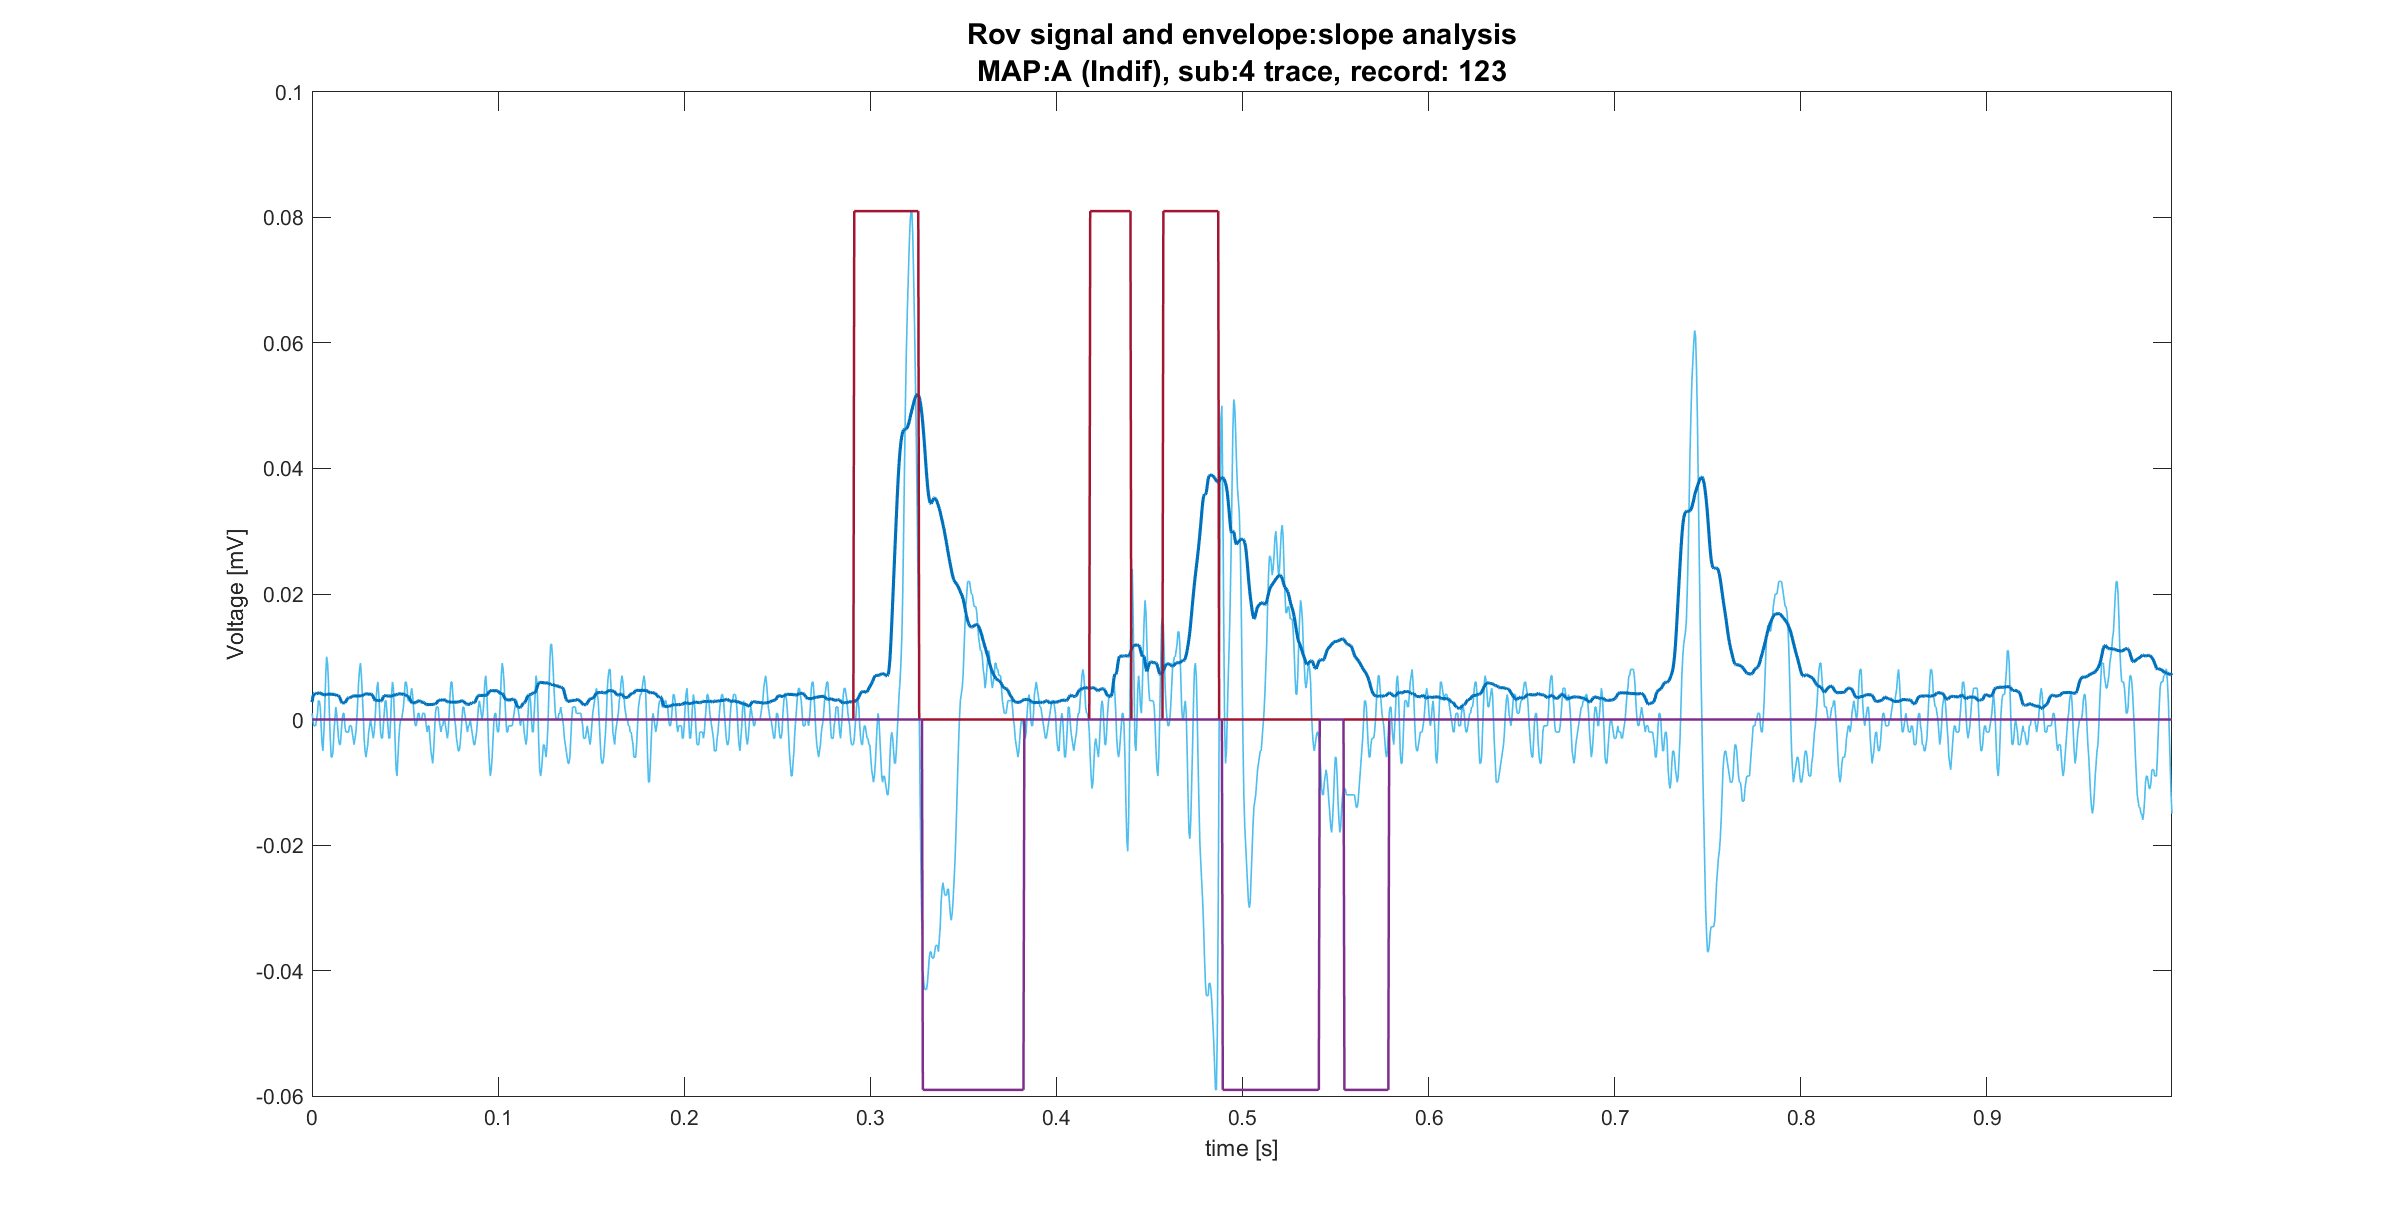 Rov signal and envelope:slope analysis
MAP:A (Indif), sub:4 trace, record: 123
0.1
0.08
0.06
0.04
0.02
0
-0.02
-0.04
-0.06
Voltage [mV]
0 0.1 0.2 0.3 0.4 0.5 0.6 0.7 0.8 0.9
time [s]